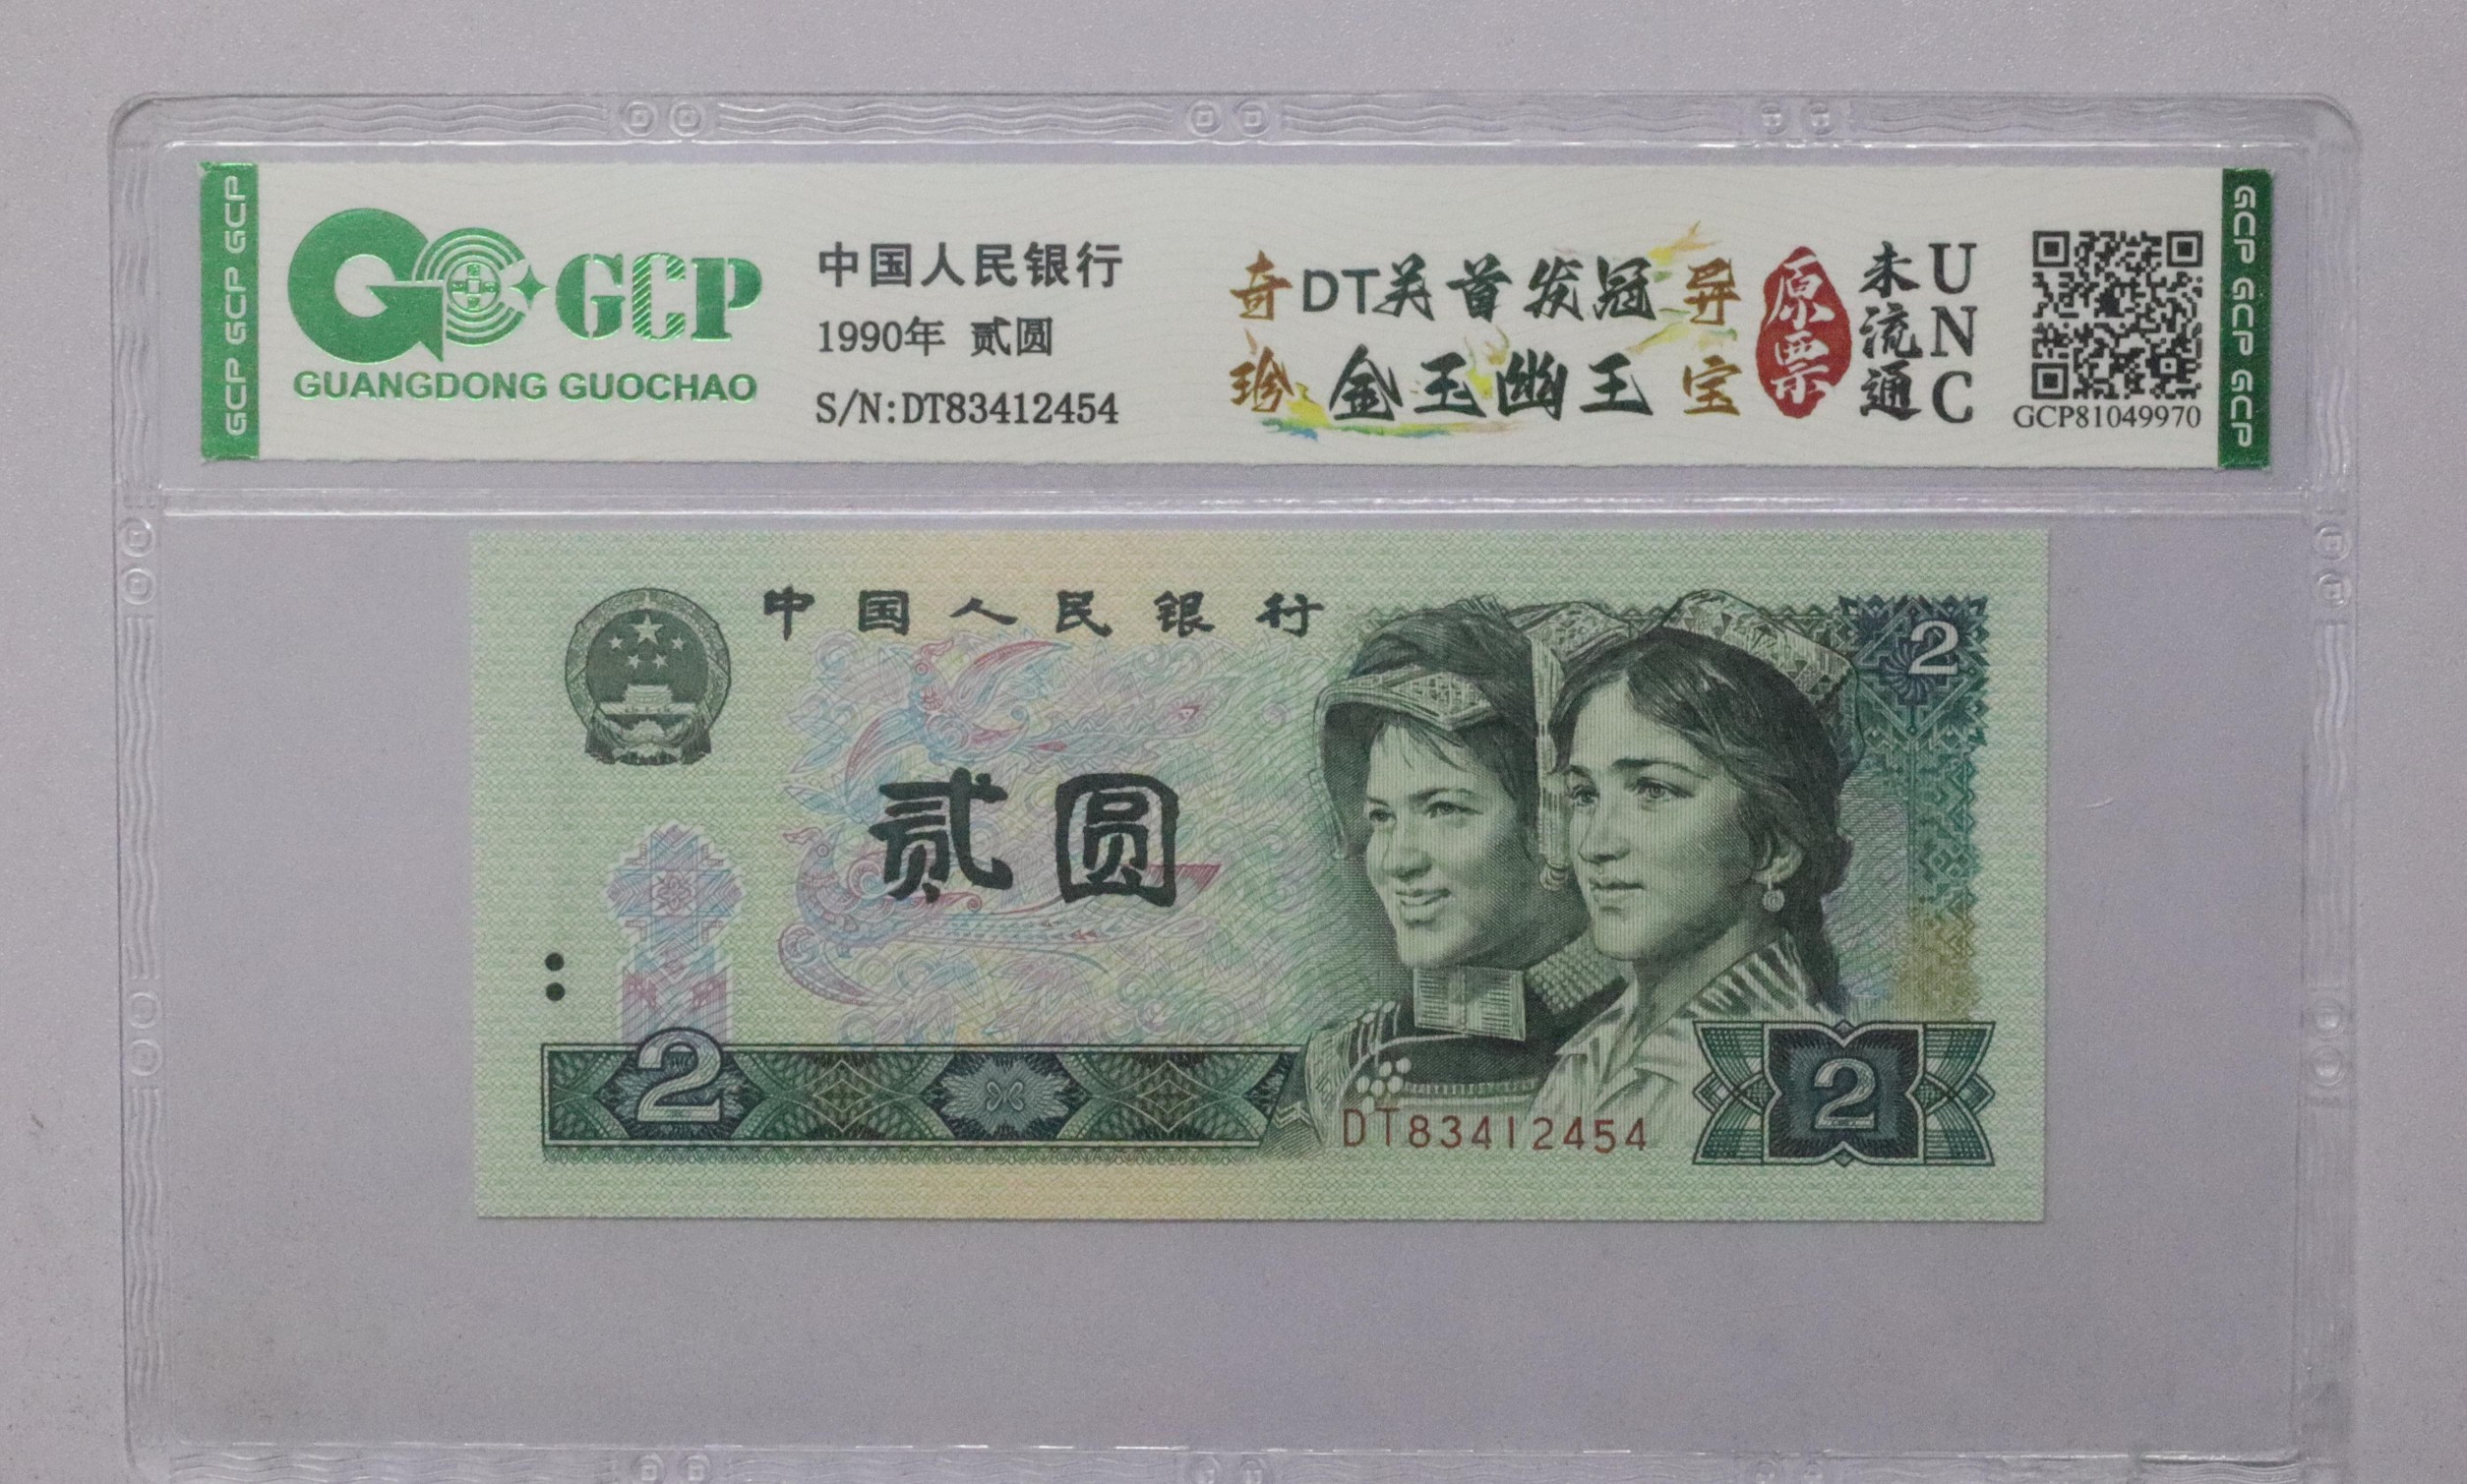 GCP GCP GCP
GCP
GUANGDONG GUOCHAO
中国人民银行
1990年 贰圆
S/N:DT83412454
奇珍
DT关首发冠
金玉幽王
异宝
原票
未流通
UNC
GCP81049970
GCP GCP GCP
中国人民银行
2
贰圆
2
2
DT83412454